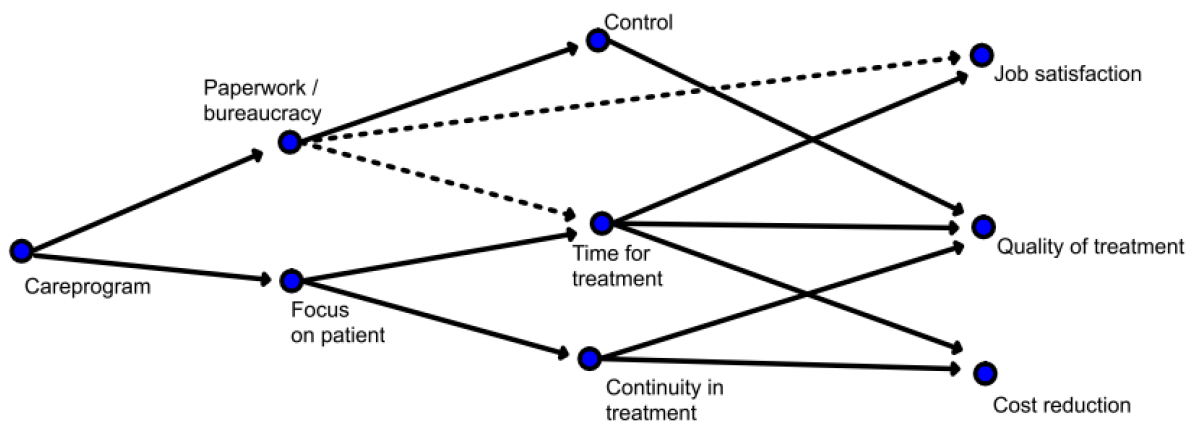 Control
Job satisfaction
Paperwork /
bureaucracy
Quality of treatment
Time for
treatment
Careprogram
Focus
on patient
Continuity in
treatment
Cost reduction